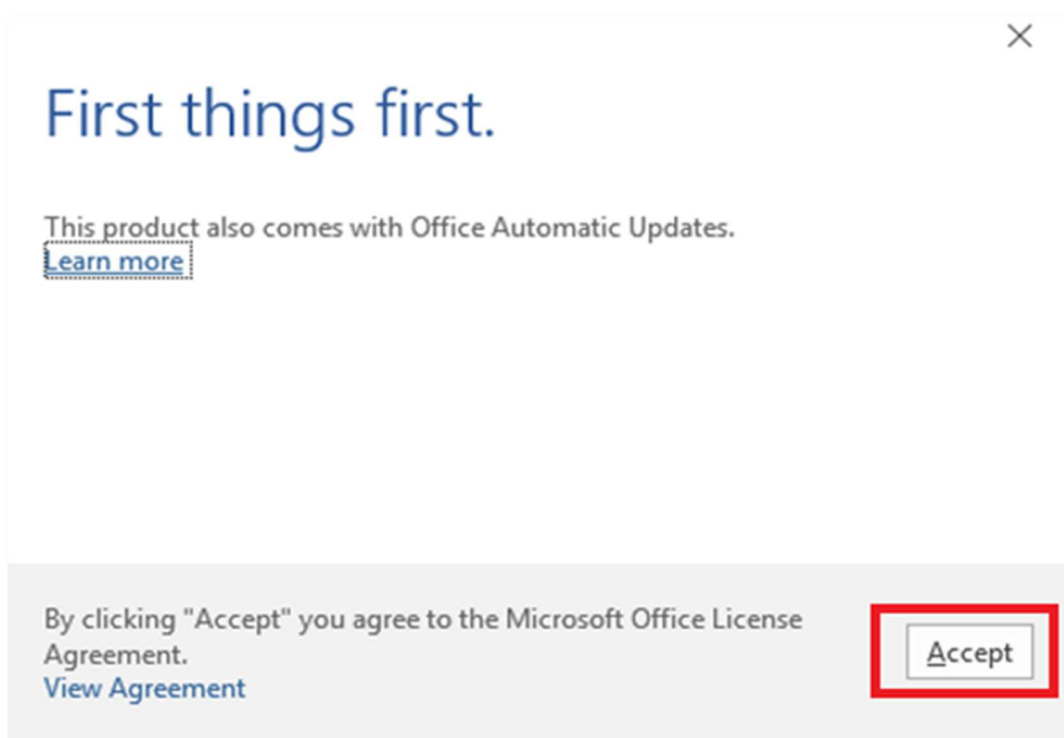 First things first.
This product also comes with Office Automatic Updates.
Learn more
By clicking "Accept" you agree to the Microsoft Office License
Agreement.
View Agreement
Accept